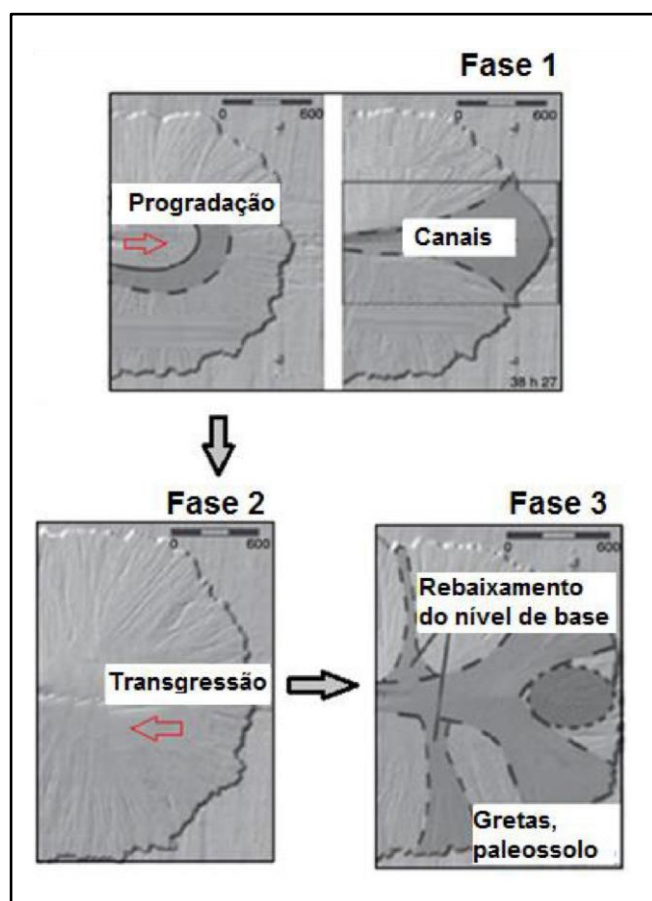 Fase 1
0 600
0 600
Progradação
Canais
38 h 27
Fase 2
Fase 3
0 600
0 600
Rebaixamento
do nível de base
Transgressão
Gretas,
paleossolo